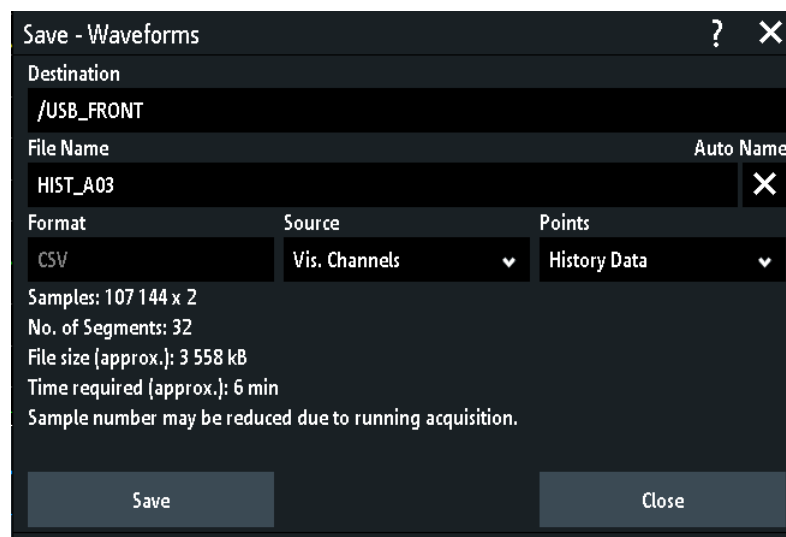 Save - Waveforms ? ×
Destination
/USB_FRONT
File Name Auto Name
HIST_A03
Format Source Points
CSV Vis. Channels History Data
Samples: 107 144 x 2
No. of Segments: 32
File size (approx.): 3 558 kB
Time required (approx.): 6 min
Sample number may be reduced due to running acquisition.
Save Close